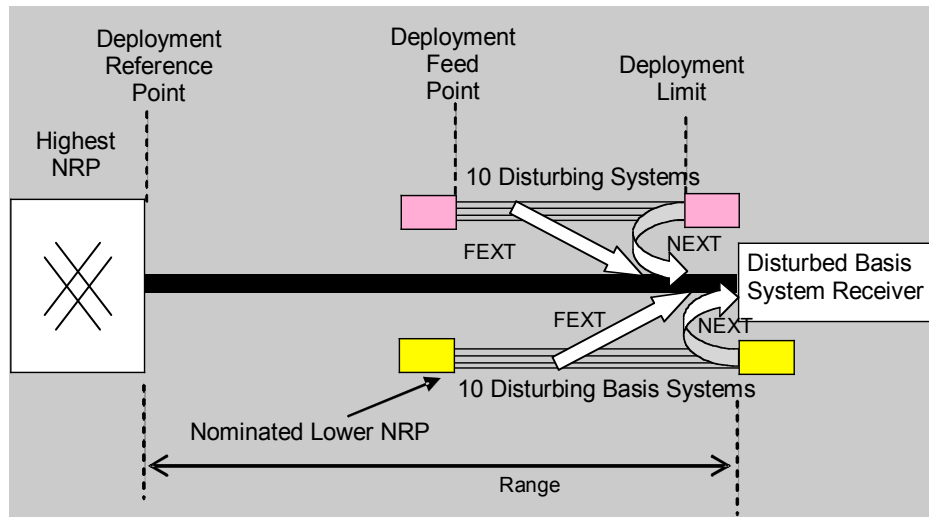 Deployment
Reference
Point
Deployment
Feed
Point
Deployment
Limit
Highest
NRP
10 Disturbing Systems
FEXT
NEXT
Disturbed Basis
System Receiver
FEXT
NEXT
10 Disturbing Basis Systems
Nominated Lower NRP
Range